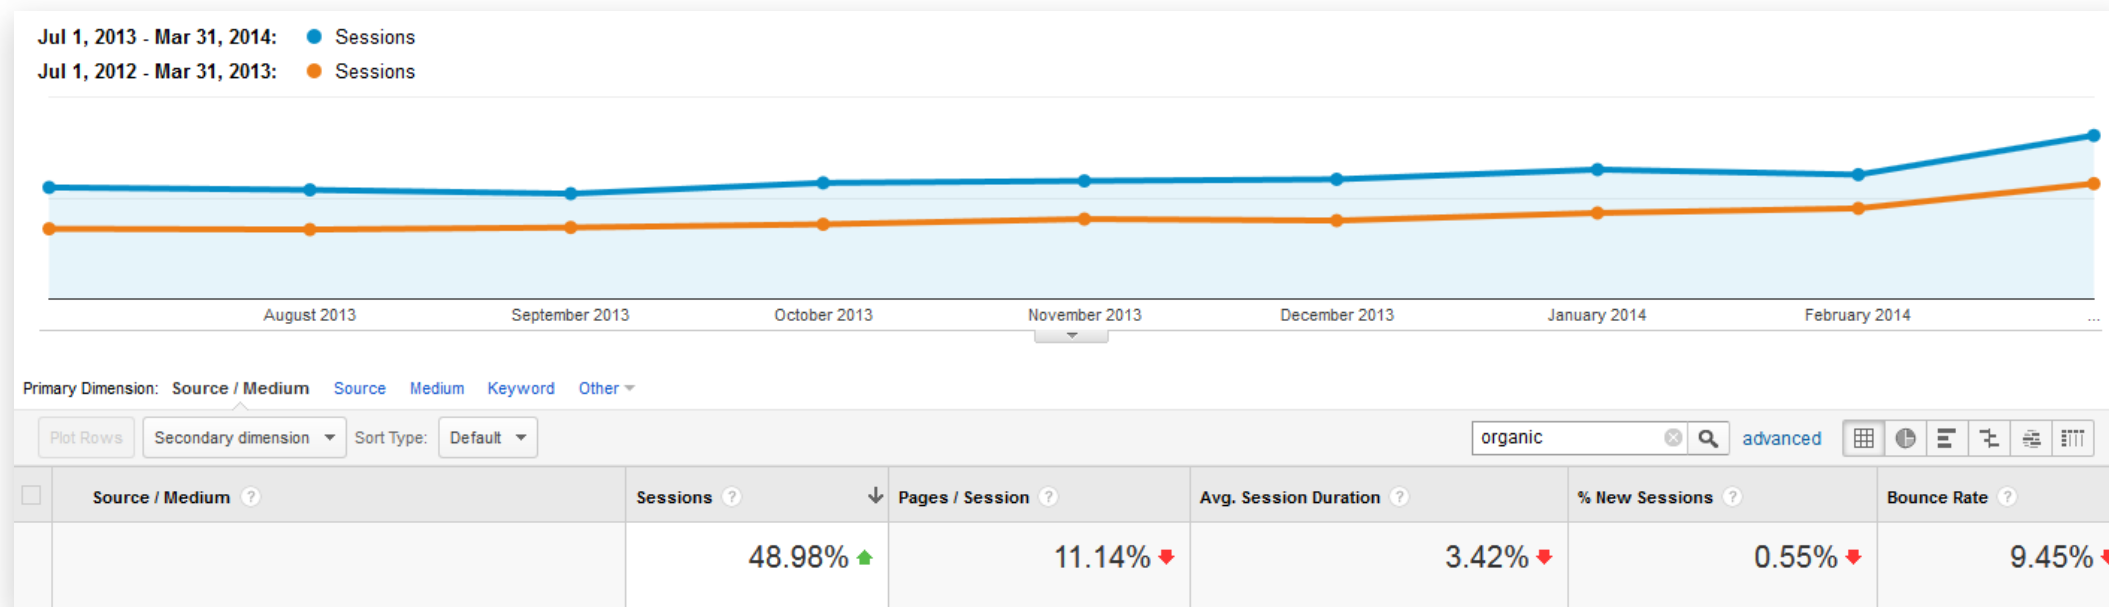 Jul 1, 2013 - Mar 31, 2014: Sessions
Jul 1, 2012 - Mar 31, 2013: Sessions
August 2013 September 2013 October 2013 November 2013 December 2013 January 2014 February 2014 ...
Primary Dimension: Source / Medium Source Medium Keyword Other
Plot Rows Secondary dimension Sort Type: Default organic advanced
Source / Medium ? Sessions ? Pages / Session ? Avg. Session Duration ? % New Sessions ? Bounce Rate ?
48.98% 11.14% 3.42% 0.55% 9.45%